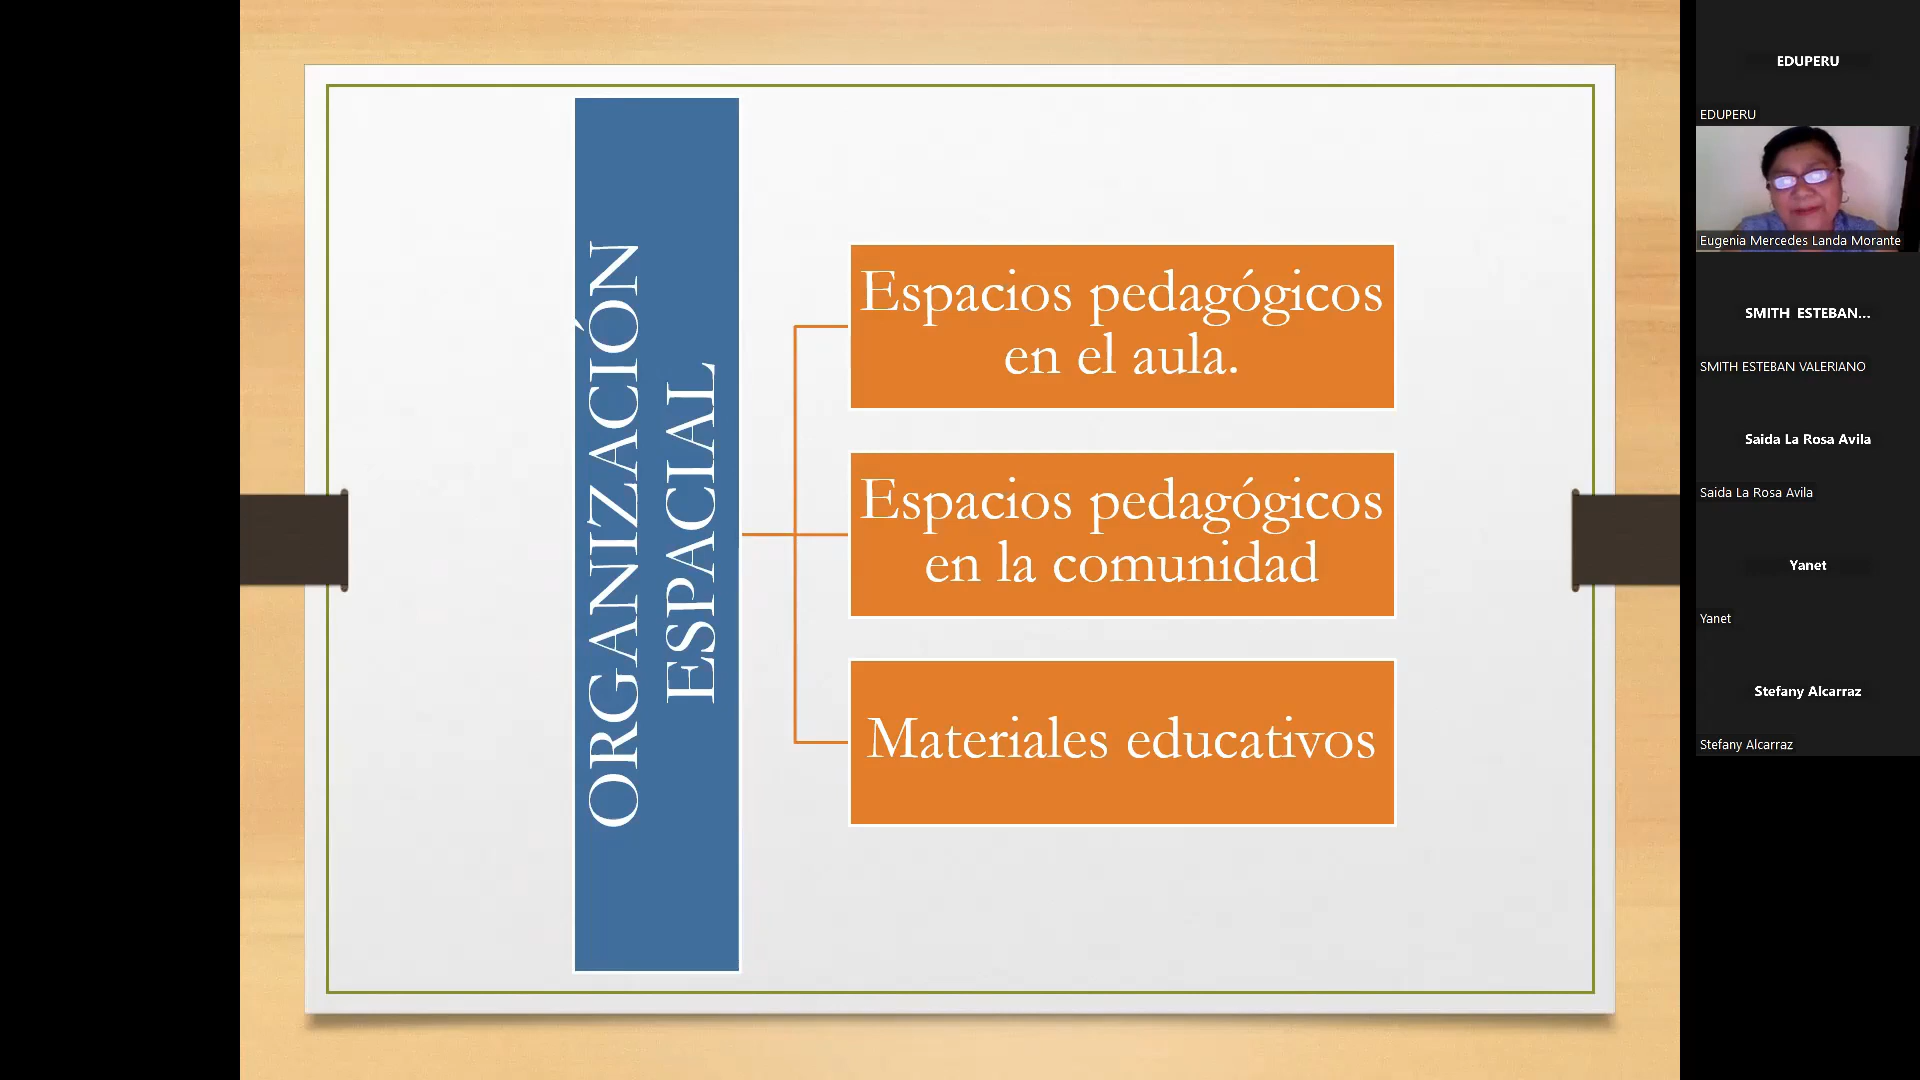 ORGANIZACIÓN
ESPACIAL
Espacios pedagógicos
en el aula.
Espacios pedagógicos
en la comunidad
Materiales educativos
EDUPERU
EDUPERU
Eugenia Mercedes Landa Morante
SMITH ESTEBAN...
SMITH ESTEBAN VALERIANO
Saida La Rosa Avila
Saida La Rosa Avila
Yanet
Yanet
Stefany Alcarraz
Stefany Alcarraz